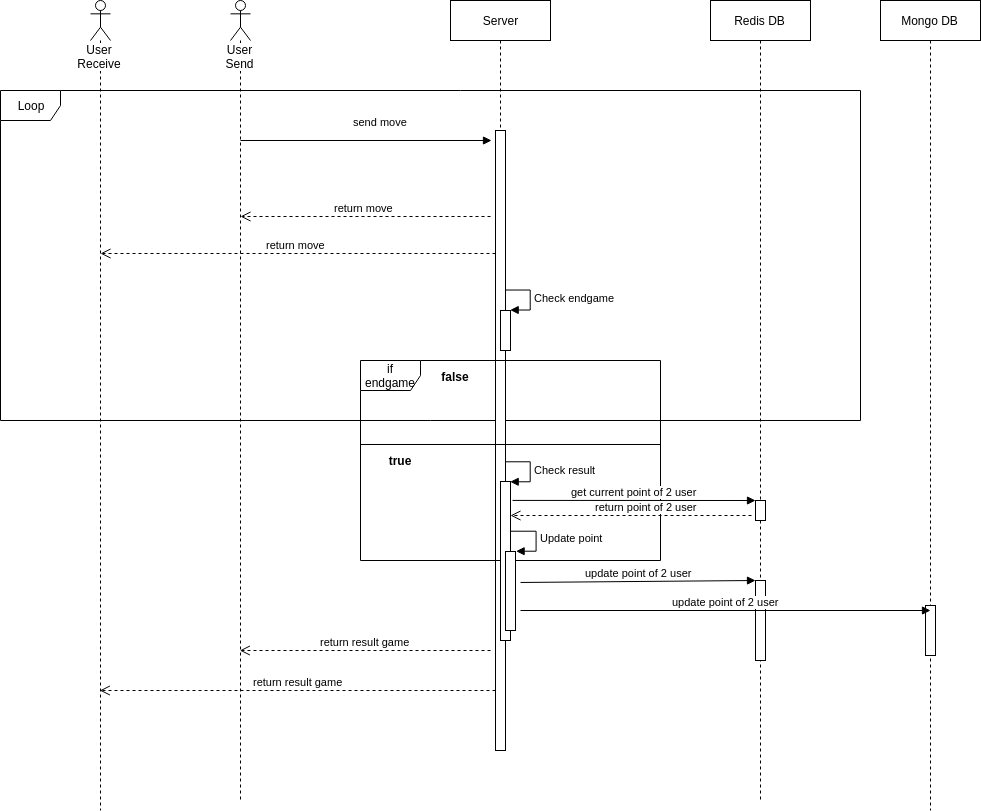 User
Receive
User
Send
Server
Redis DB
Mongo DB
Loop
send move
return move
return move
Check endgame
if
endgame
false
true
Check result
get current point of 2 user
return point of 2 user
Update point
update point of 2 user
update point of 2 user
return result game
return result game